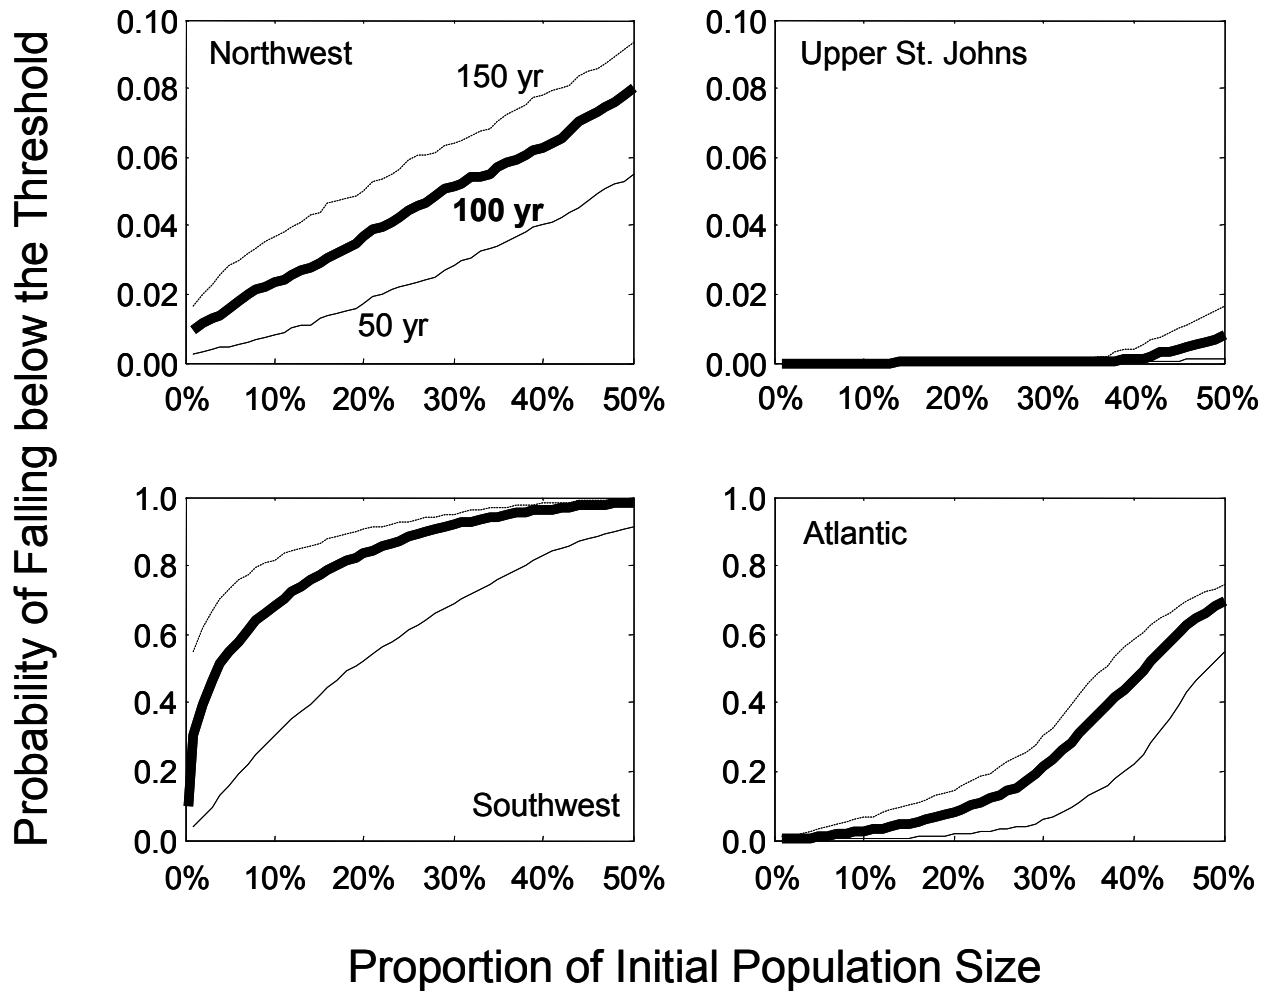 Probability of Falling below the Threshold
0.10
0.08
0.06
0.04
0.02
0.00
Northwest
150 yr
100 yr
50 yr
0% 10% 20% 30% 40% 50%
0.10
0.08
0.06
0.04
0.02
0.00
Upper St. Johns
0% 10% 20% 30% 40% 50%
1.0
0.8
0.6
0.4
0.2
0.0
Southwest
0% 10% 20% 30% 40% 50%
1.0
0.8
0.6
0.4
0.2
0.0
Atlantic
0% 10% 20% 30% 40% 50%
Proportion of Initial Population Size